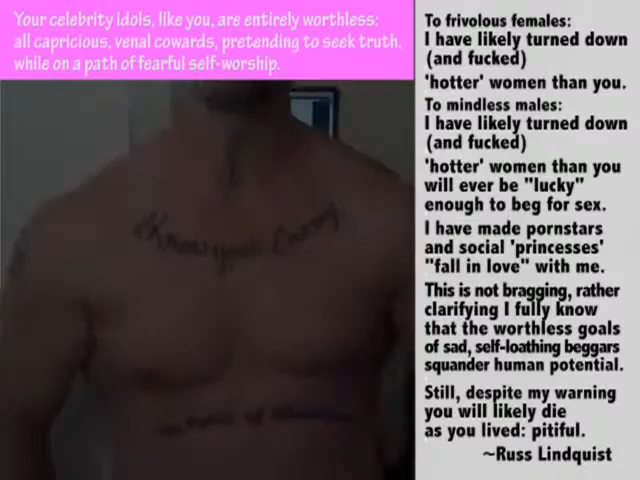 Your celebrity idols, like you, are entirely worthless:
all capricious, venal cowards, pretending to seek truth,
while on a path of fearful self-worship.
To frivolous females:
I have likely turned down
(and fucked)
'hotter' women than you.
To mindless males:
I have likely turned down
(and fucked)
'hotter' women than you
will ever be "lucky"
enough to beg for sex.
I have made pornstars
and social 'princesses'
"fall in love" with me.
This is not bragging, rather
clarifying I fully know
that the worthless goals
of sad, self-loathing beggars
squander human potential.
Still, despite my warning
you will likely die
as you lived: pitiful.
~Russ Lindquist
Know your Enemy
of